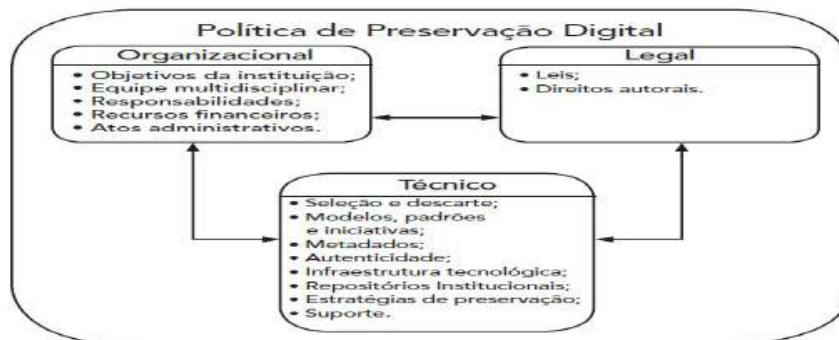 Política de Preservação Digital
Organizacional
• Objetivos da instituição;
• Equipe multidisciplinar;
• Responsabilidades;
• Recursos financeiros;
• Atos administrativos.
Legal
• Leis;
• Direitos autorais.
Técnico
• Seleção e descarte;
• Modelos, padrões
e iniciativas;
• Metadados;
• Autenticidade;
• Infraestrutura tecnológica;
• Repositórios Institucionais;
• Estratégias de preservação;
• Suporte.